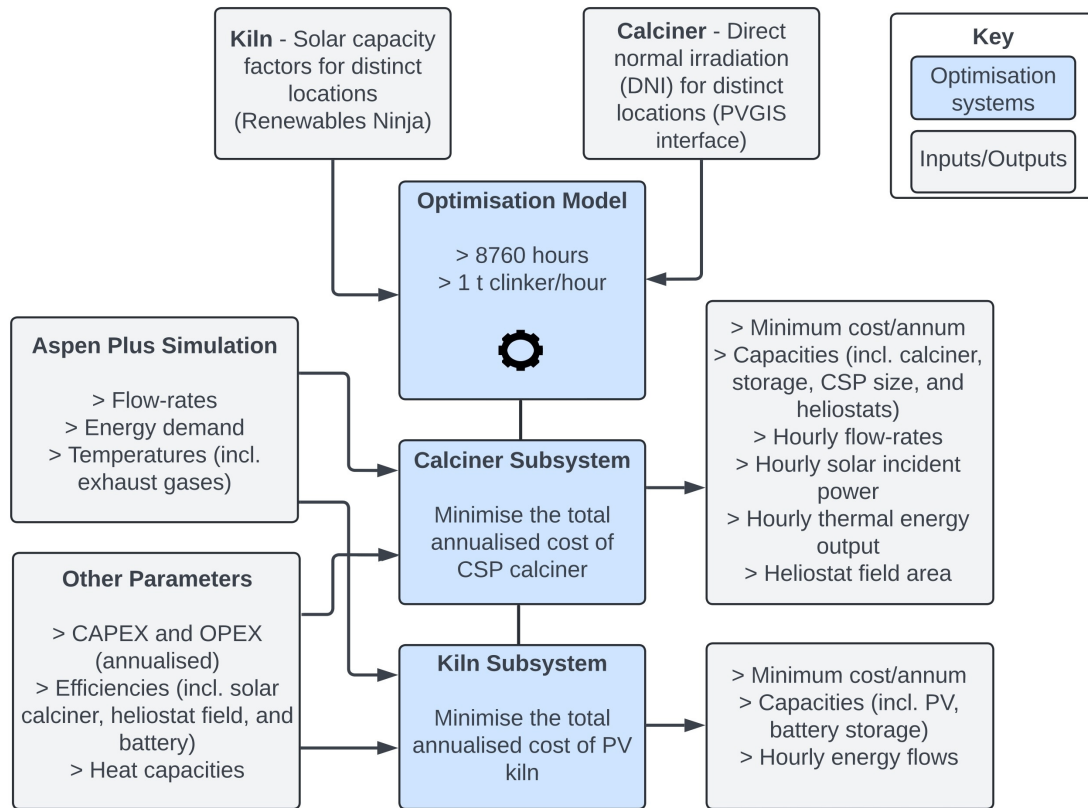 Kiln - Solar capacity
factors for distinct
locations
(Renewables Ninja)
Calciner - Direct
normal irradiation
(DNI) for distinct
locations (PVGIS
interface)
Key
Optimisation
systems
Inputs/Outputs
Optimisation Model
> 8760 hours
> 1 t clinker/hour
Aspen Plus Simulation
> Flow-rates
> Energy demand
> Temperatures (incl.
exhaust gases)
Other Parameters
> CAPEX and OPEX
(annualised)
> Efficiencies (incl. solar
calciner, heliostat field, and
battery)
> Heat capacities
Calciner Subsystem
Minimise the total
annualised cost of
CSP calciner
Kiln Subsystem
Minimise the total
annualised cost of PV
kiln
> Minimum cost/annum
> Capacities (incl. calciner,
storage, CSP size, and
heliostats)
> Hourly flow-rates
> Hourly solar incident
power
> Hourly thermal energy
output
> Heliostat field area
> Minimum cost/annum
> Capacities (incl. PV,
battery storage)
> Hourly energy flows